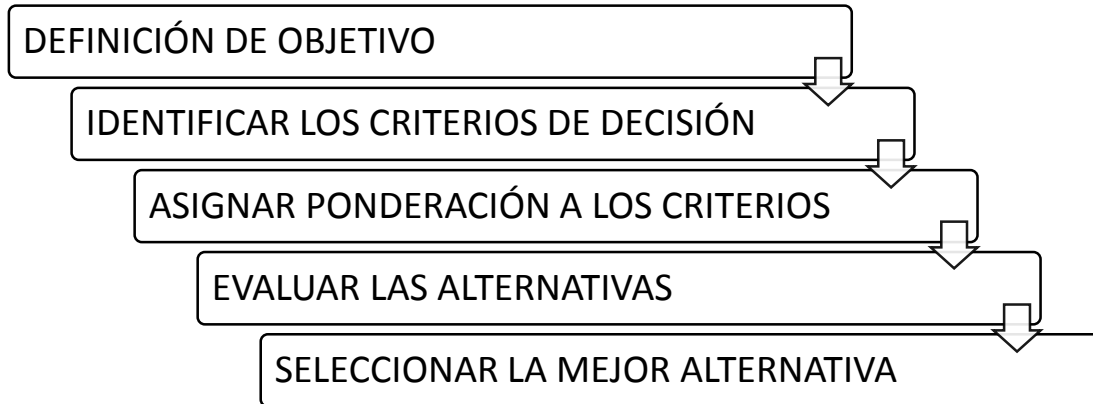 DEFINICIÓN DE OBJETIVO
IDENTIFICAR LOS CRITERIOS DE DECISIÓN
ASIGNAR PONDERACIÓN A LOS CRITERIOS
EVALUAR LAS ALTERNATIVAS
SELECCIONAR LA MEJOR ALTERNATIVA